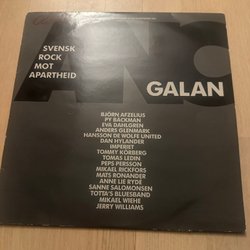 SVENSK
ROCK
MOT
APARTHEID
ANC
GALAN
BJÖRN AFZELIUS
PY BÄCKMAN
EVA DAHLGREN
ANDERS GLENMARK
HANSSON DE WOLFE UNITED
DAN HYLANDER
IMPERIET
TOMMY KÖRBERG
TOMAS LEDIN
PEPS PERSSON
MIKAEL RICKFORS
MATS RONANDER
ANNE LIE RYDE
SANNE SALOMONSEN
TOTTA'S BLUESBAND
MIKAEL WIEHE
JERRY WILLIAMS